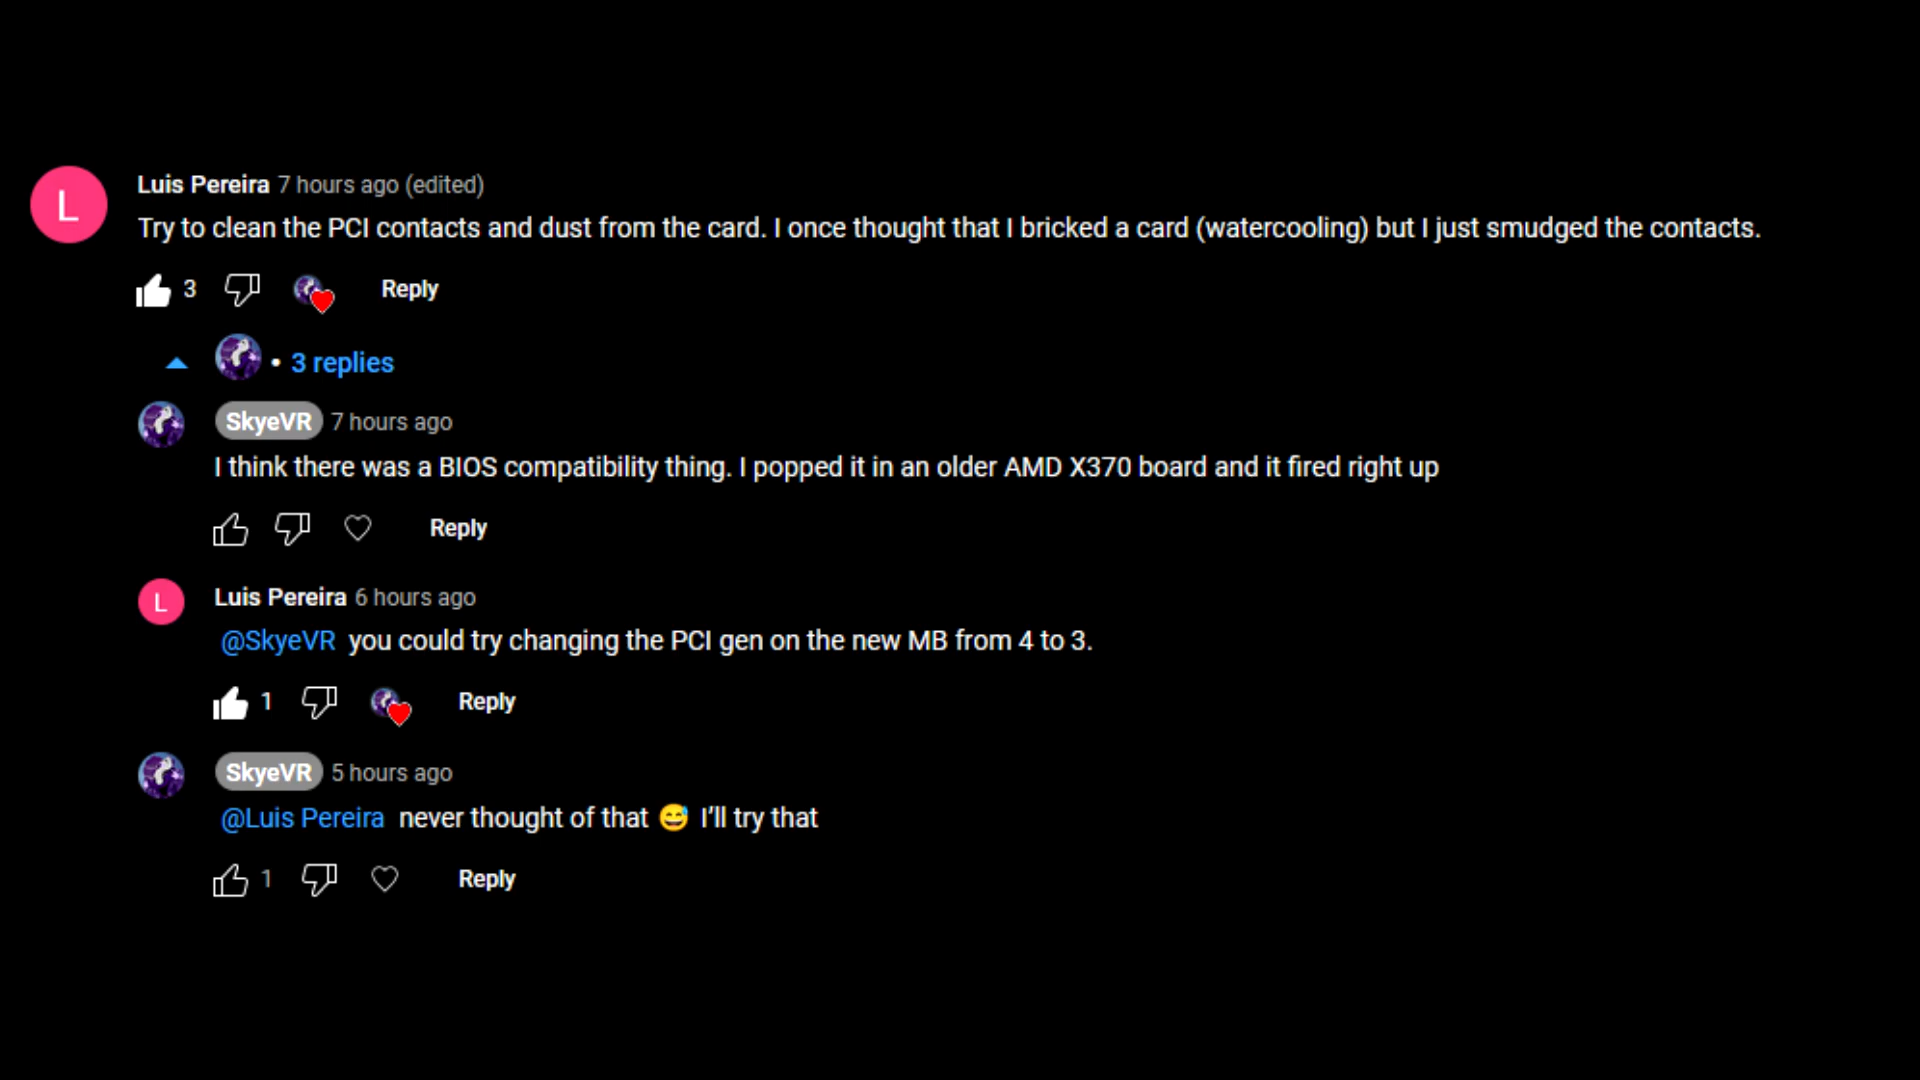 L
Luis Pereira 7 hours ago (edited)
Try to clean the PCI contacts and dust from the card. I once thought that I bricked a card (watercooling) but I just smudged the contacts.
3 Reply
• 3 replies
SkyeVR 7 hours ago
I think there was a BIOS compatibility thing. I popped it in an older AMD X370 board and it fired right up
Reply
L
Luis Pereira 6 hours ago
@SkyeVR you could try changing the PCI gen on the new MB from 4 to 3.
1 Reply
SkyeVR 5 hours ago
@Luis Pereira never thought of that 😅 I’ll try that
1 Reply